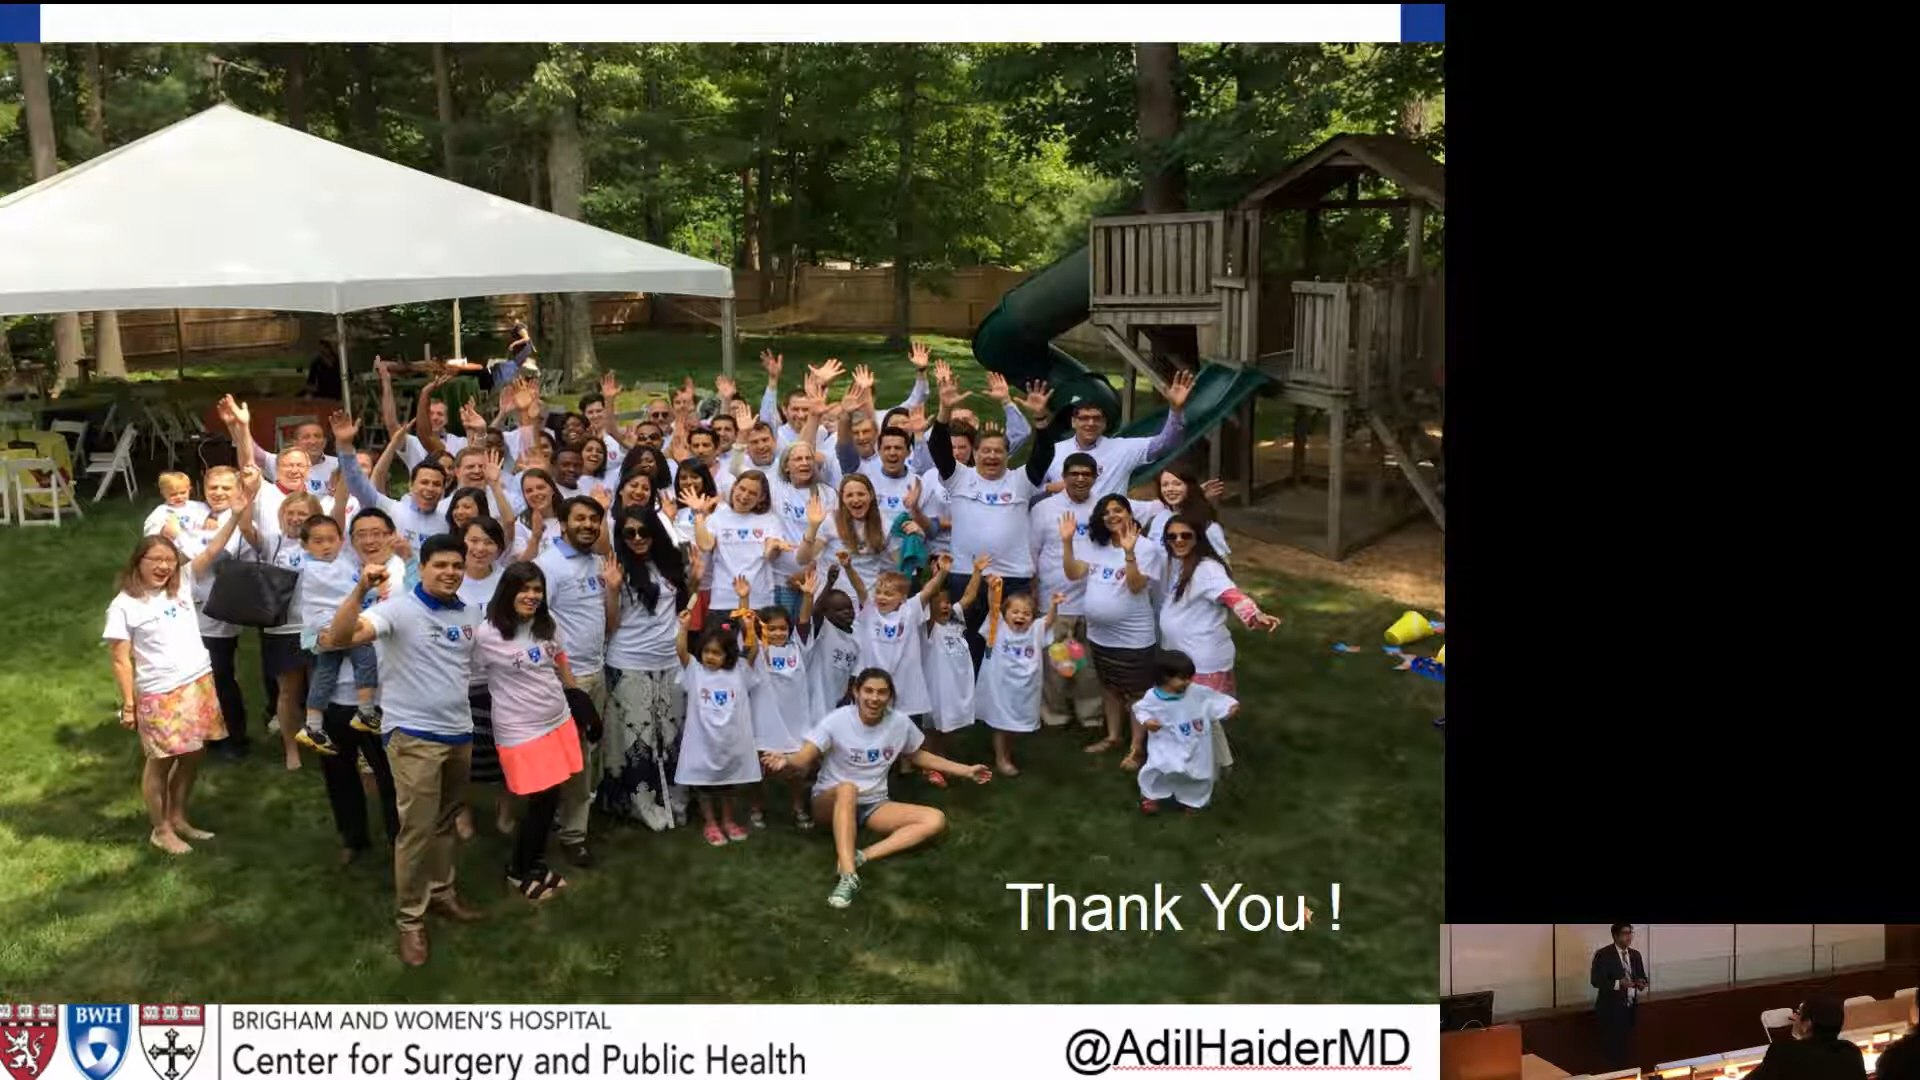 Thank You !
BWH
BRIGHAM AND WOMEN'S HOSPITAL
Center for Surgery and Public Health
@AdilHaiderMD